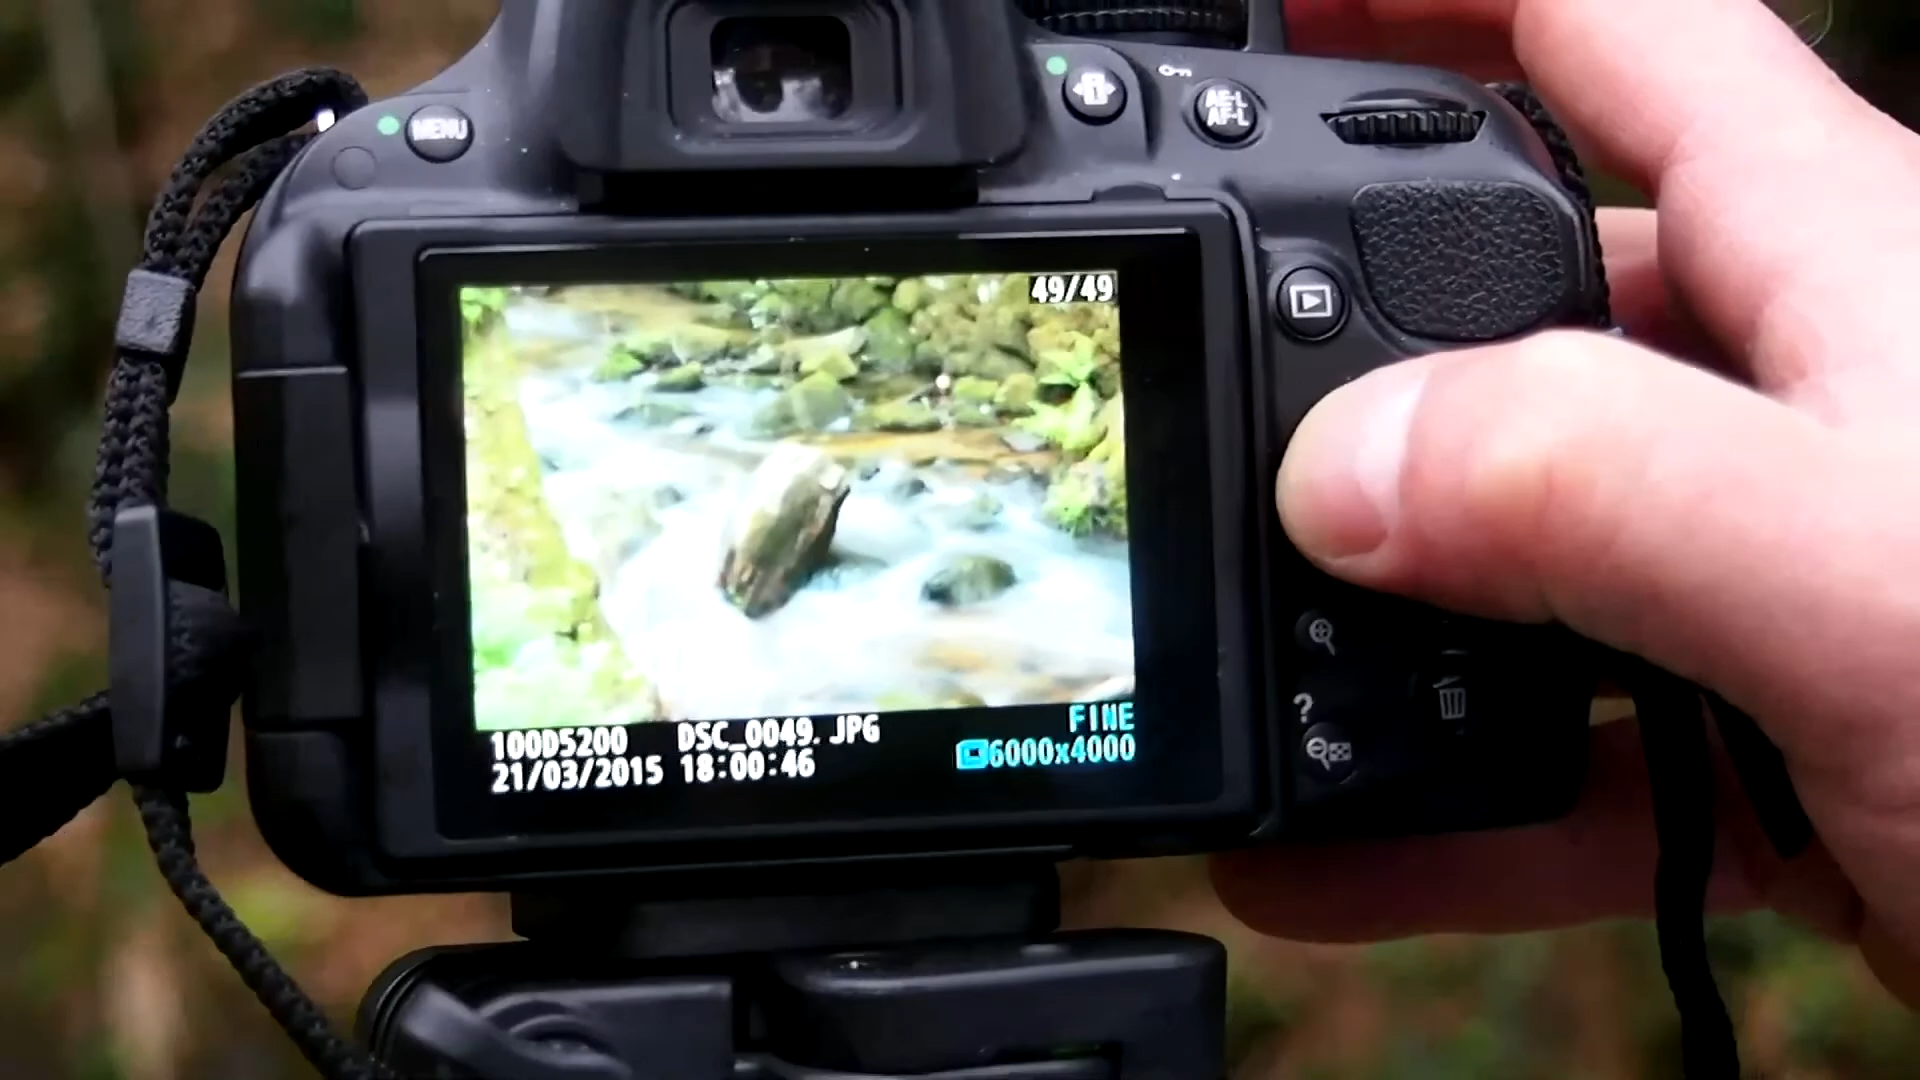 MENU
AE-L
AF-L
49/49
100D5200 DSC_0049.JPG FINE
21/03/2015 18:00:46 6000x4000
?